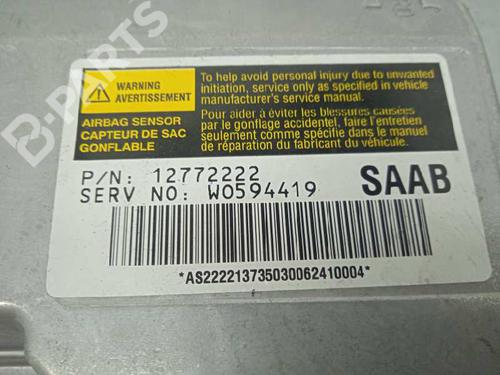 B-PARTS
WARNING
AVERTISSEMENT
AIRBAG SENSOR
CAPTEUR DE SAC
GONFLABLE
To help avoid personal injury due to unwanted
initiation, service only as specified in vehicle
manufacturer's service manual.
Pour aider à éviter les blessures causées
par le gonflage accidentel, faire l'entretien
seulement comme spécifié dans le manuel
de réparation du fabricant du véhicule.
P/N: 12772222
SERV NO: W0594419
SAAB
*AS222213735030062410004*